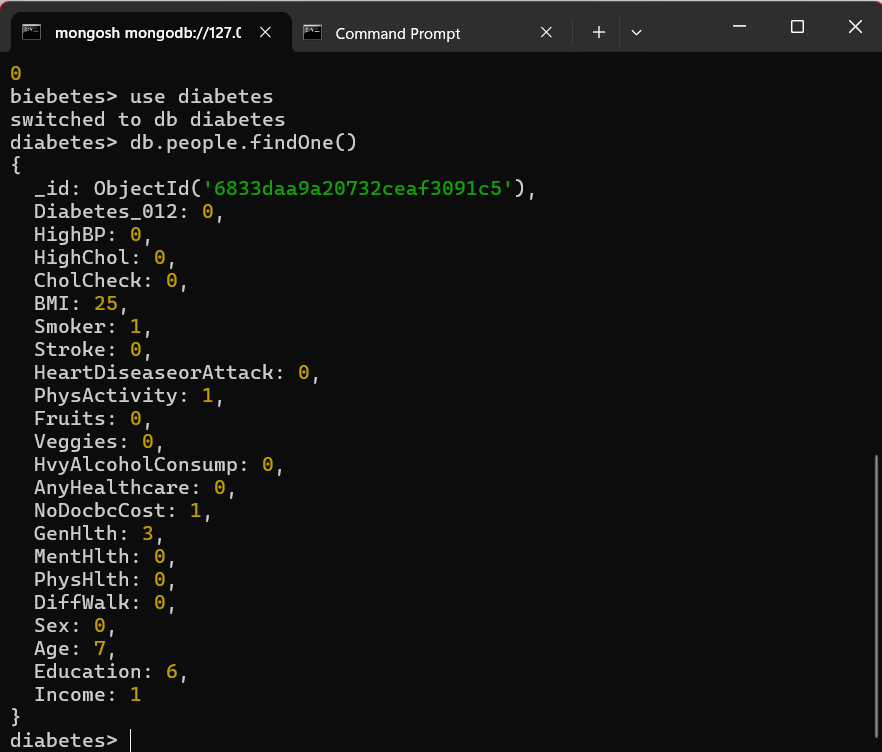 mongosh mongodb://127.0
Command Prompt
0
biebetes> use diabetes
switched to db diabetes
diabetes> db.people.findOne()
{
  _id: ObjectId('6833daa9a20732ceaf3091c5'),
  Diabetes_012: 0,
  HighBP: 0,
  HighChol: 0,
  CholCheck: 0,
  BMI: 25,
  Smoker: 1,
  Stroke: 0,
  HeartDiseaseorAttack: 0,
  PhysActivity: 1,
  Fruits: 0,
  Veggies: 0,
  HvyAlcoholConsump: 0,
  AnyHealthcare: 0,
  NoDocbcCost: 1,
  GenHlth: 3,
  MentHlth: 0,
  PhysHlth: 0,
  DiffWalk: 0,
  Sex: 0,
  Age: 7,
  Education: 6,
  Income: 1
}
diabetes>